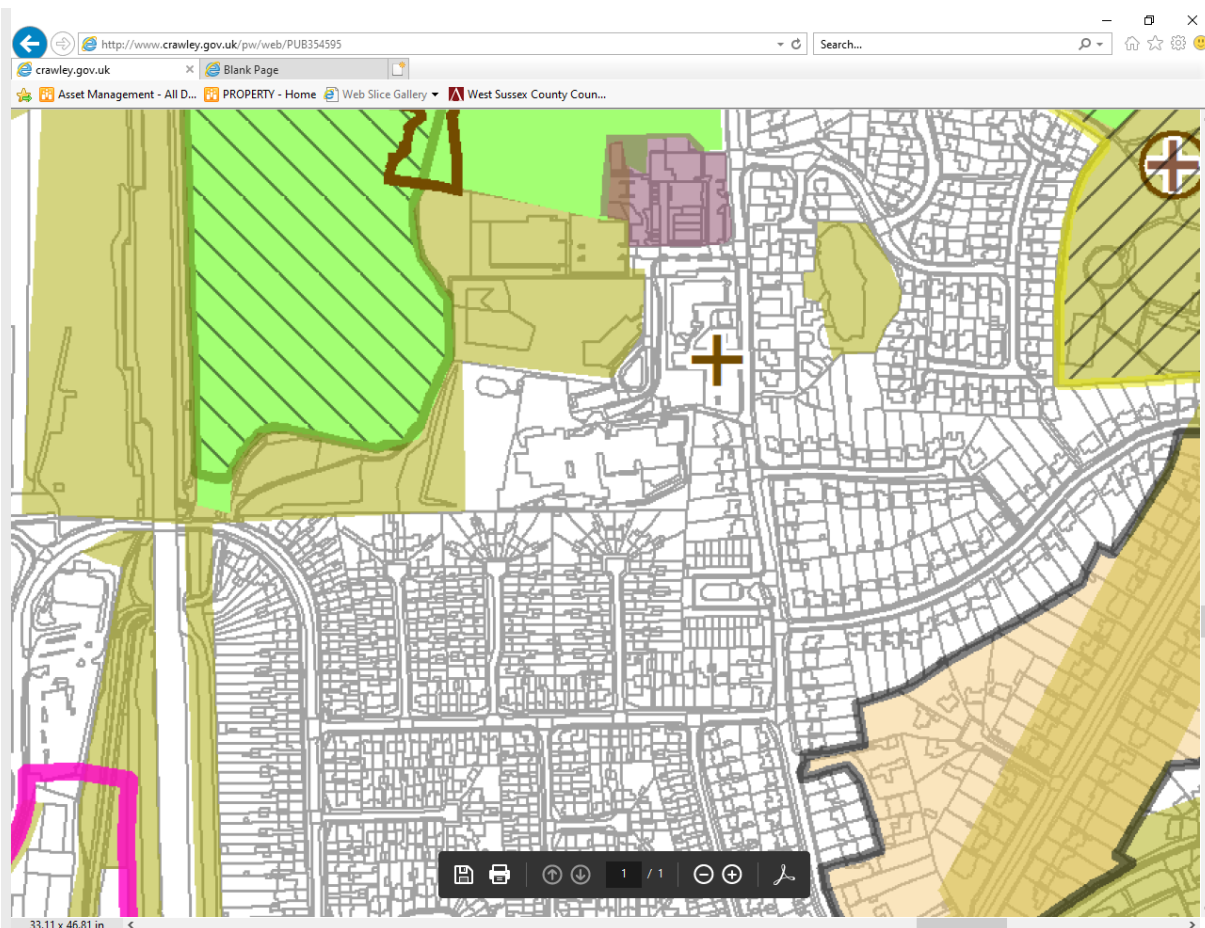 http://www.crawley.gov.uk/pw/web/PUB354595
Search...
crawley.gov.uk
Blank Page
Asset Management - All D...
PROPERTY - Home
Web Slice Gallery
West Sussex County Coun...
1 / 1
33.11 x 46.81 in